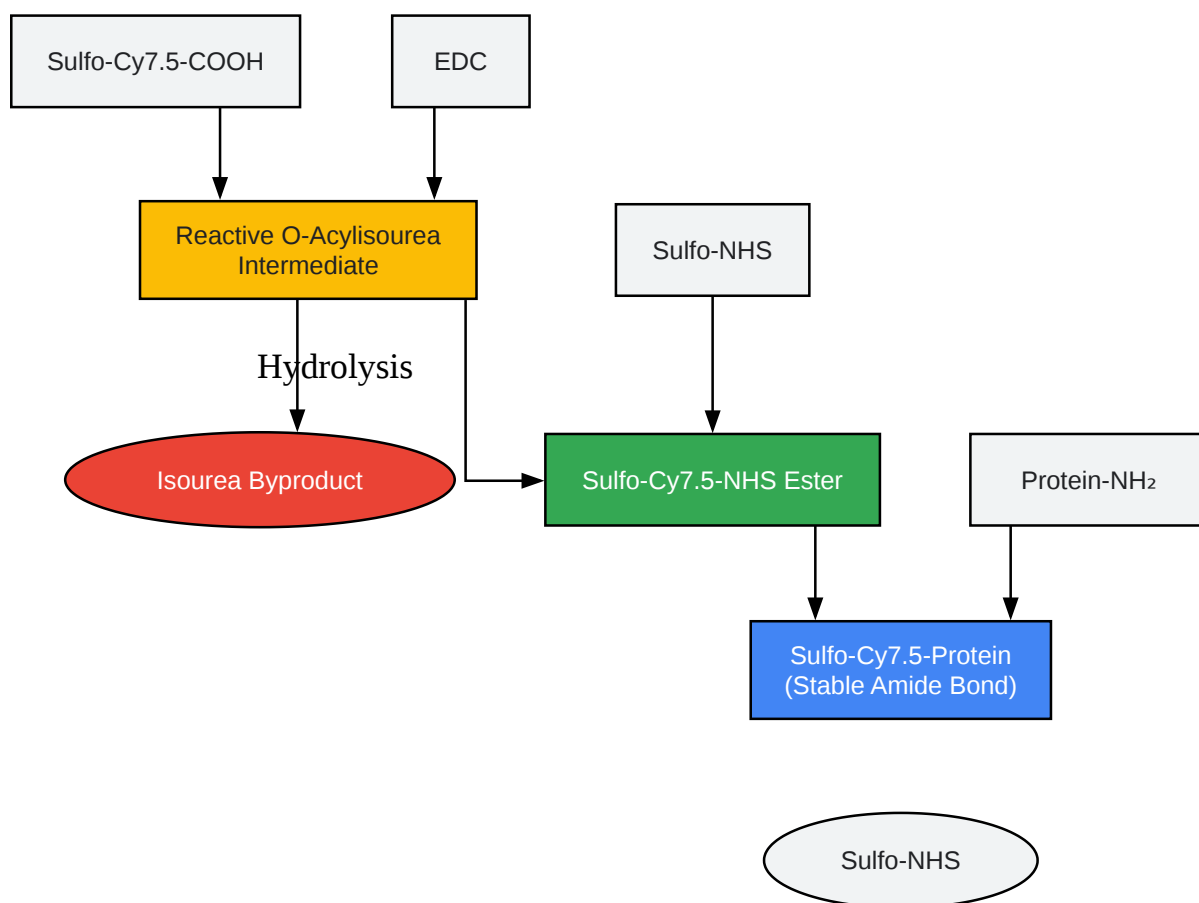 Sulfo-Cy7.5-COOH
EDC
Reactive O-Acylisourea
Intermediate
Sulfo-NHS
Hydrolysis
Isourea Byproduct
Sulfo-Cy7.5-NHS Ester
Protein-NH₂
Sulfo-Cy7.5-Protein
(Stable Amide Bond)
Sulfo-NHS